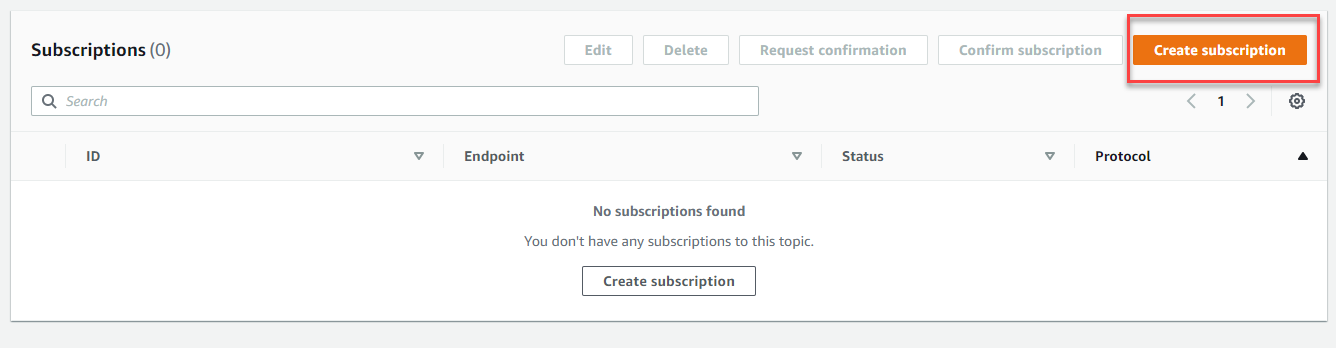 Subscriptions (0)
Edit
Delete
Request confirmation
Confirm subscription
Create subscription
Search
1
ID
Endpoint
Status
Protocol
No subscriptions found
You don't have any subscriptions to this topic.
Create subscription